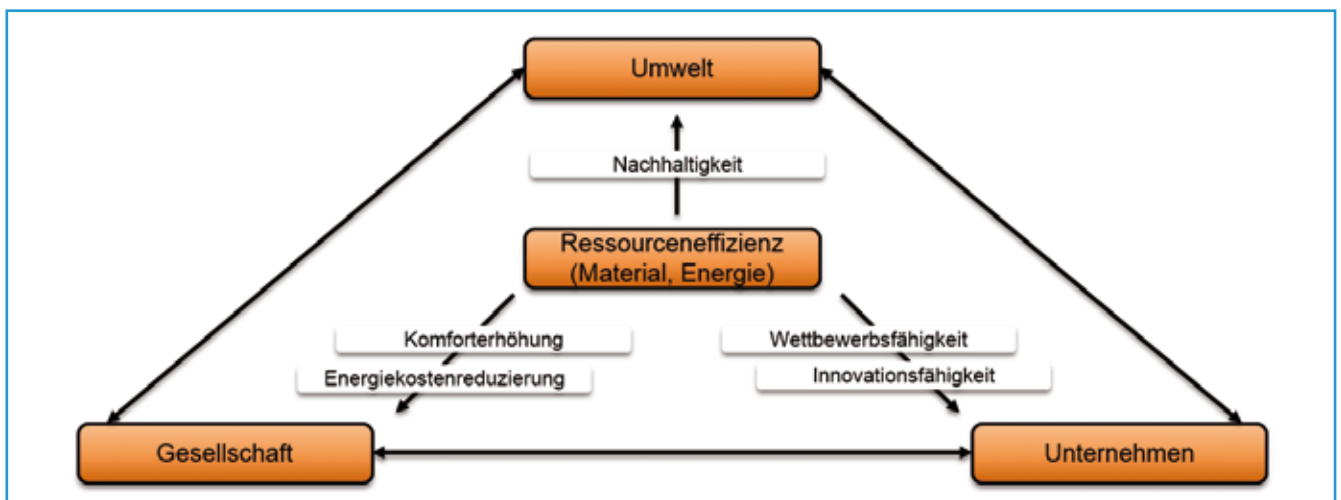 Umwelt
Nachhaltigkeit
Ressourceneffizienz
(Material, Energie)
Komforterhöhung
Energiekostenreduzierung
Wettbewerbsfähigkeit
Innovationsfähigkeit
Gesellschaft
Unternehmen